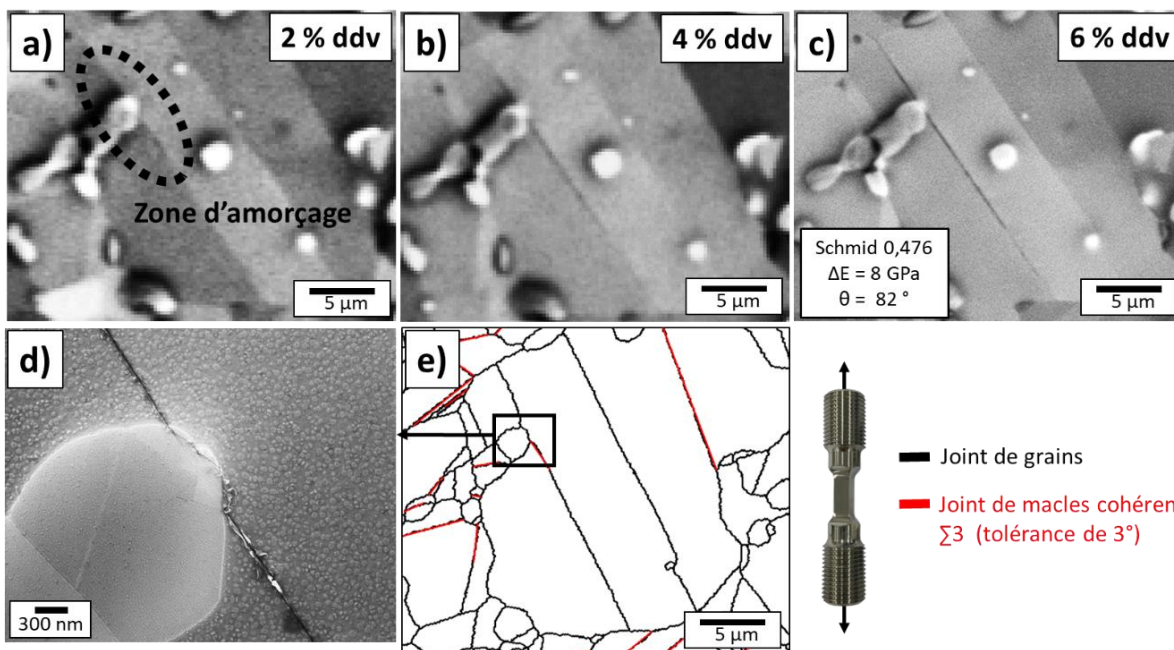 a)
2 % ddv
Zone d'amorçage
5 µm
b)
4 % ddv
5 µm
c)
6 % ddv
Schmid 0,476
ΔE = 8 GPa
θ = 82 °
5 µm
d)
300 nm
e)
5 µm
Joint de grains
Joint de macles cohéren
∑3 (tolérance de 3°)